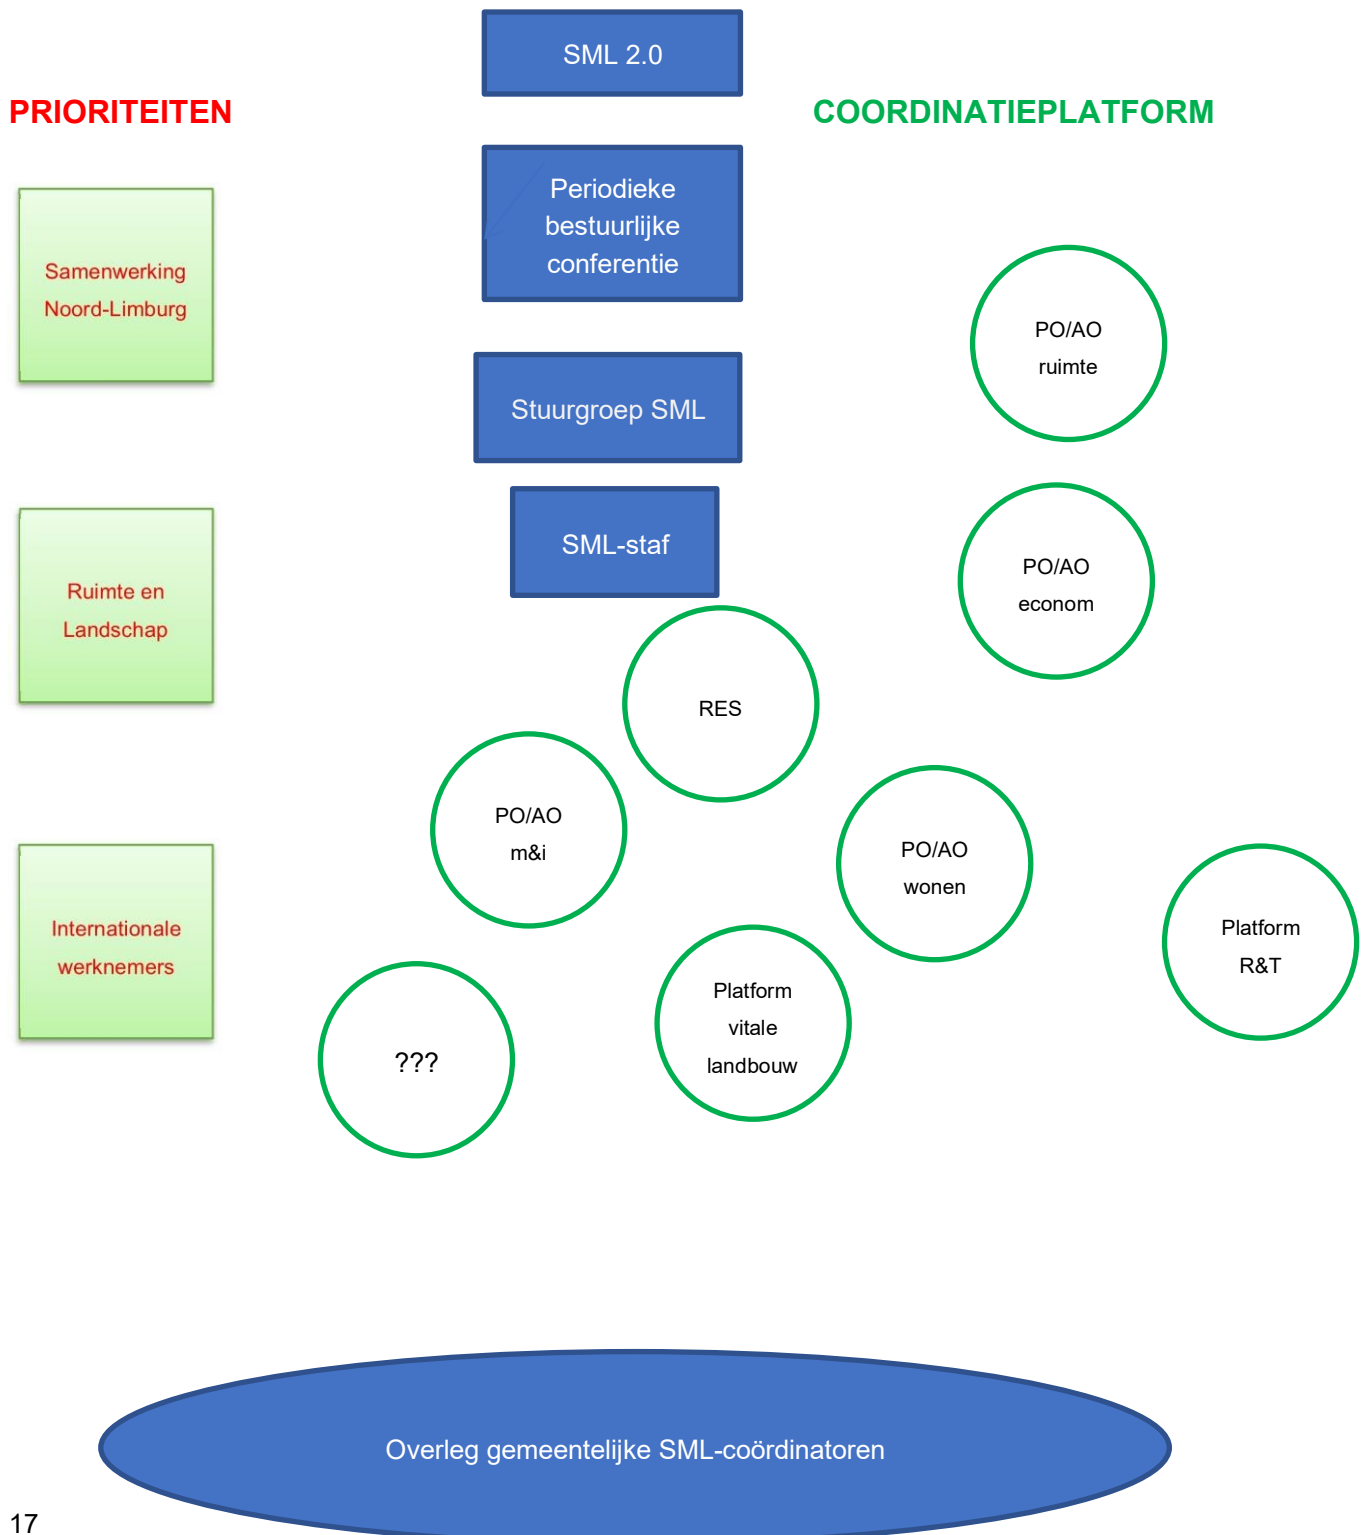 SML 2.0
PRIORITEITEN
COORDINATIEPLATFORM
Periodieke
bestuurlijke
conferentie
Samenwerking
Noord-Limburg
PO/AO
ruimte
Stuurgroep SML
SML-staf
PO/AO
econom
Ruimte en
Landschap
RES
PO/AO
m&i
PO/AO
wonen
Internationale
werknemers
Platform
R&T
Platform
vitale
landbouw
???
Overleg gemeentelijke SML-coördinatoren
17